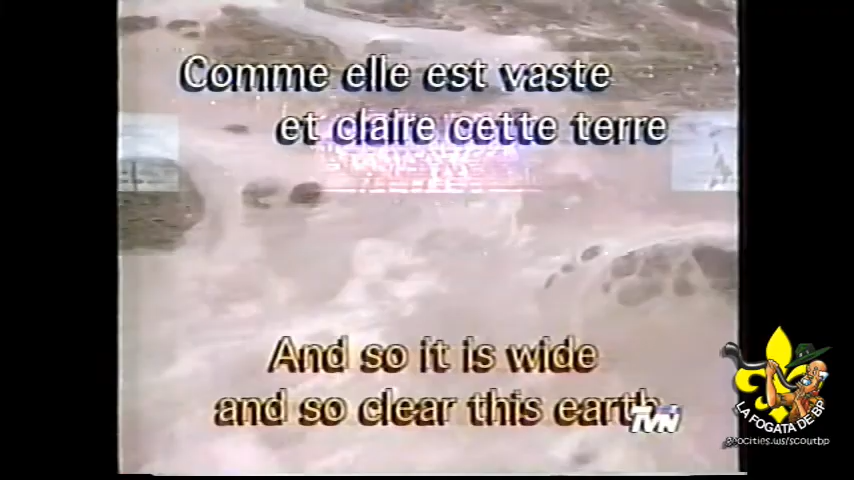 Comme elle est vaste
et claire cette terre
And so it is wide
and so clear this earth
TVN
LA FOGATA DE BP
geocities.ws/scoutbp